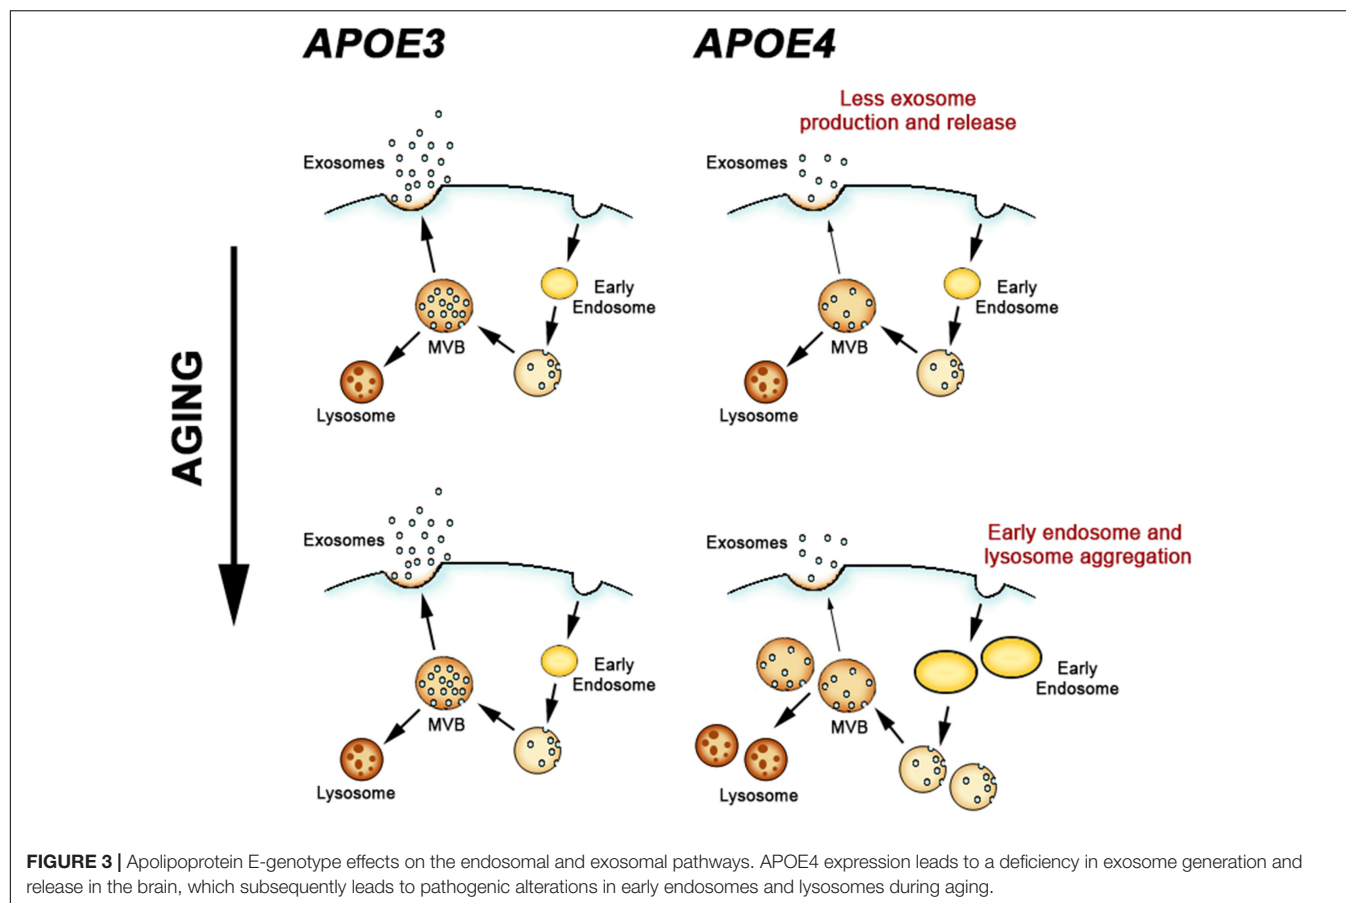 APOE3
APOE4
Less exosome
production and release
Exosomes
Early
Endosome
MVB
Lysosome
Exosomes
Early
Endosome
MVB
Lysosome
AGING
Exosomes
Early
Endosome
MVB
Lysosome
Early endosome and
lysosome aggregation
Exosomes
Early
Endosome
MVB
Lysosome
FIGURE 3 | Apolipoprotein E-genotype effects on the endosomal and exosomal pathways. APOE4 expression leads to a deficiency in exosome generation and
release in the brain, which subsequently leads to pathogenic alterations in early endosomes and lysosomes during aging.